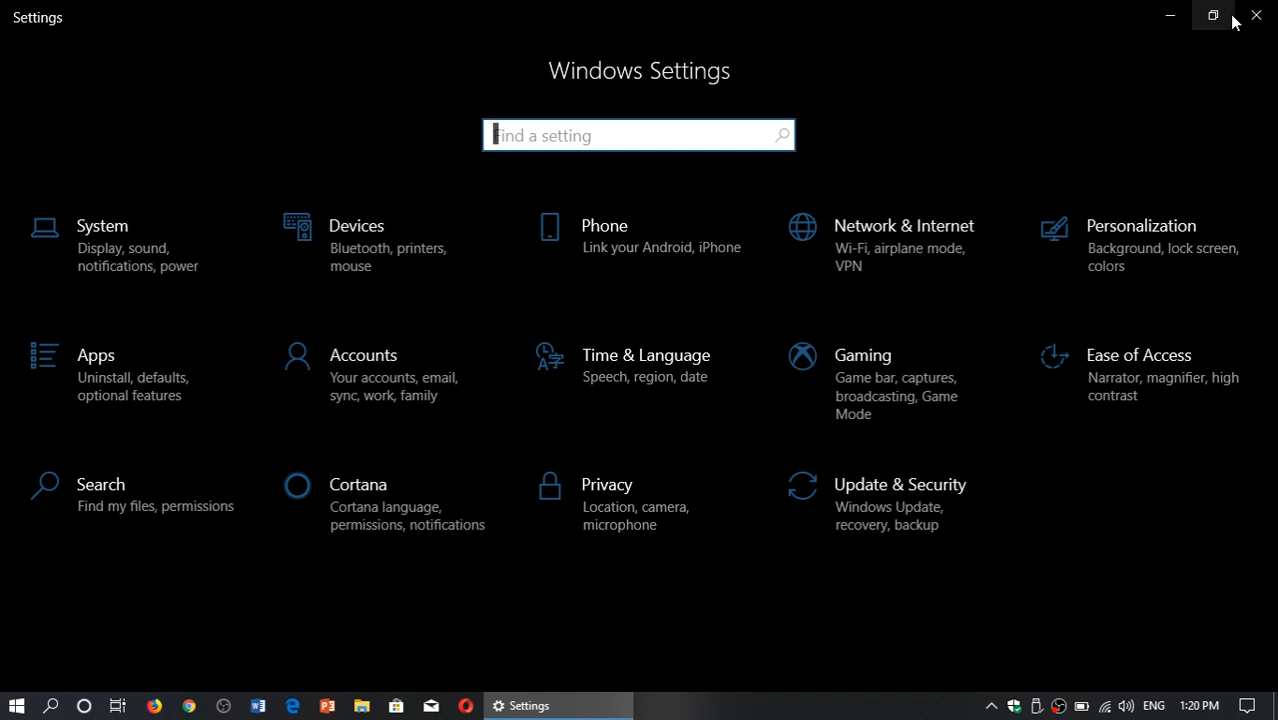 Settings
Windows Settings
Find a setting
System
Display, sound,
notifications, power
Devices
Bluetooth, printers,
mouse
Phone
Link your Android, iPhone
Network & Internet
Wi-Fi, airplane mode,
VPN
Personalization
Background, lock screen,
colors
Apps
Uninstall, defaults,
optional features
Accounts
Your accounts, email,
sync, work, family
Time & Language
Speech, region, date
Gaming
Game bar, captures,
broadcasting, Game
Mode
Ease of Access
Narrator, magnifier, high
contrast
Search
Find my files, permissions
Cortana
Cortana language,
permissions, notifications
Privacy
Location, camera,
microphone
Update & Security
Windows Update,
recovery, backup
Settings
ENG
1:20 PM